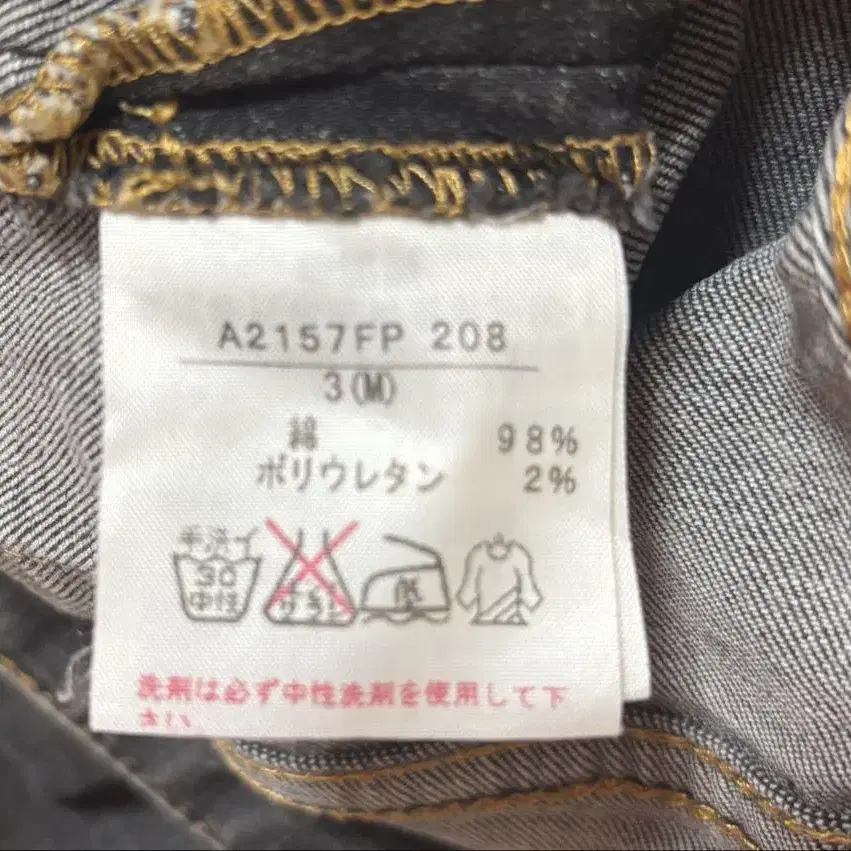 A2157FP 208
3(M)
綿 98%
ポリウレタン 2%
手洗イ
30
中性
低
洗剤は必ず中性洗剤を使用して下
さい